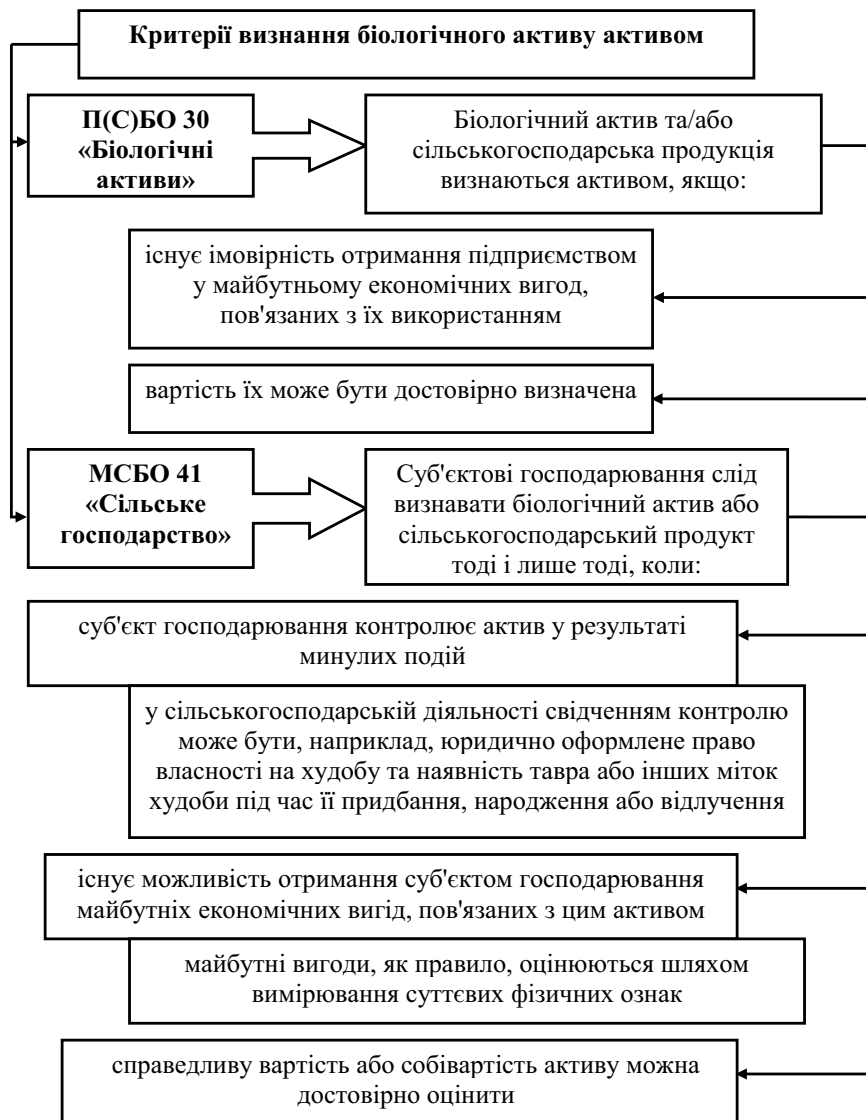 Критерії визнання біологічного активу активом
П(С)БО 30
«Біологічні
активи»
Біологічний актив та/або
сільськогосподарська продукція
визнаються активом, якщо:
існує імовірність отримання підприємством
у майбутньому економічних вигод,
пов'язаних з їх використанням
вартість їх може бути достовірно визначена
МСБО 41
«Сільське
господарство»
Суб'єктові господарювання слід
визнавати біологічний актив або
сільськогосподарський продукт
тоді і лише тоді, коли:
суб'єкт господарювання контролює актив у результаті
минулих подій
у сільськогосподарській діяльності свідченням контролю
може бути, наприклад, юридично оформлене право
власності на худобу та наявність тавра або інших міток
худоби під час її придбання, народження або відлучення
існує можливість отримання суб'єктом господарювання
майбутніх економічних вигід, пов'язаних з цим активом
майбутні вигоди, як правило, оцінюються шляхом
вимірювання суттєвих фізичних ознак
справедливу вартість або собівартість активу можна
достовірно оцінити